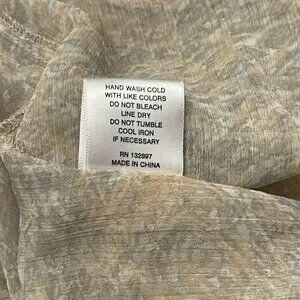 HAND WASH COLD
WITH LIKE COLORS
DO NOT BLEACH
LINE DRY
DO NOT TUMBLE
COOL IRON
IF NECESSARY
RN 132897
MADE IN CHINA